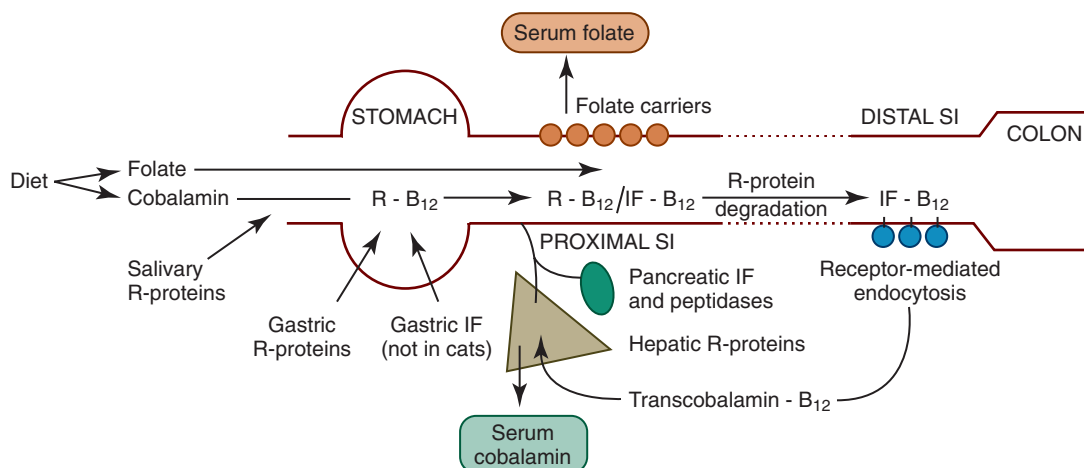 Serum folate
STOMACH
Folate carriers
DISTAL SI
COLON
Diet
Folate
Cobalamin
R - B12
R - B12/IF - B12
R-protein
degradation
IF - B12
Salivary
R-proteins
PROXIMAL SI
Pancreatic IF
and peptidases
Receptor-mediated
endocytosis
Gastric
R-proteins
Gastric IF
(not in cats)
Hepatic R-proteins
Transcobalamin - B12
Serum
cobalamin